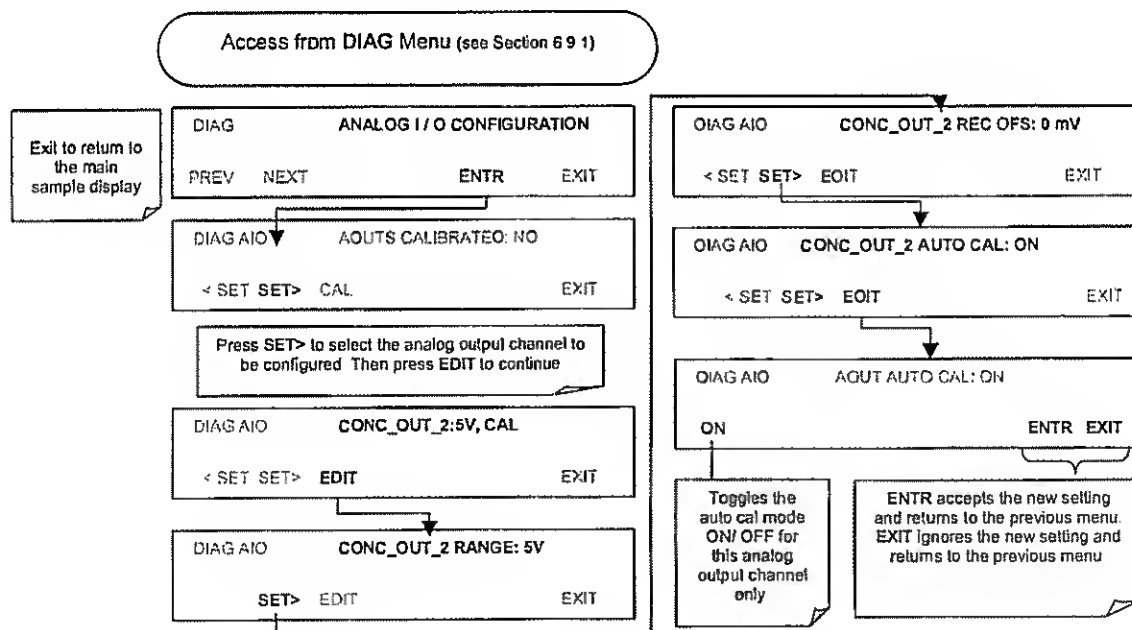 Access from DIAG Menu (see Section 6 9 1)
Exit to return to
the main
sample display
DIAG ANALOG I / O CONFIGURATION
PREV NEXT ENTR EXIT
DIAG AIO AOUTS CALIBRATEO: NO
< SET SET> CAL EXIT
Press SET> to select the analog output channel to
be configured Then press EDIT to continue
DIAG AIO CONC_OUT_2:5V, CAL
< SET SET> EDIT EXIT
DIAG AIO CONC_OUT_2 RANGE: 5V
SET> EDIT EXIT
OIAG AIO CONC_OUT_2 REC OFS: 0 mV
< SET SET> EOIT EXIT
OIAG AIO CONC_OUT_2 AUTO CAL: ON
< SET SET> EOIT EXIT
OIAG AIO AOUT AUTO CAL: ON
ON ENTR EXIT
Toggles the
auto cal mode
ON/ OFF for
this analog
output channel
only
ENTR accepts the new setting
and returns to the previous menu.
EXIT ignores the new setting and
returns to the previous menu